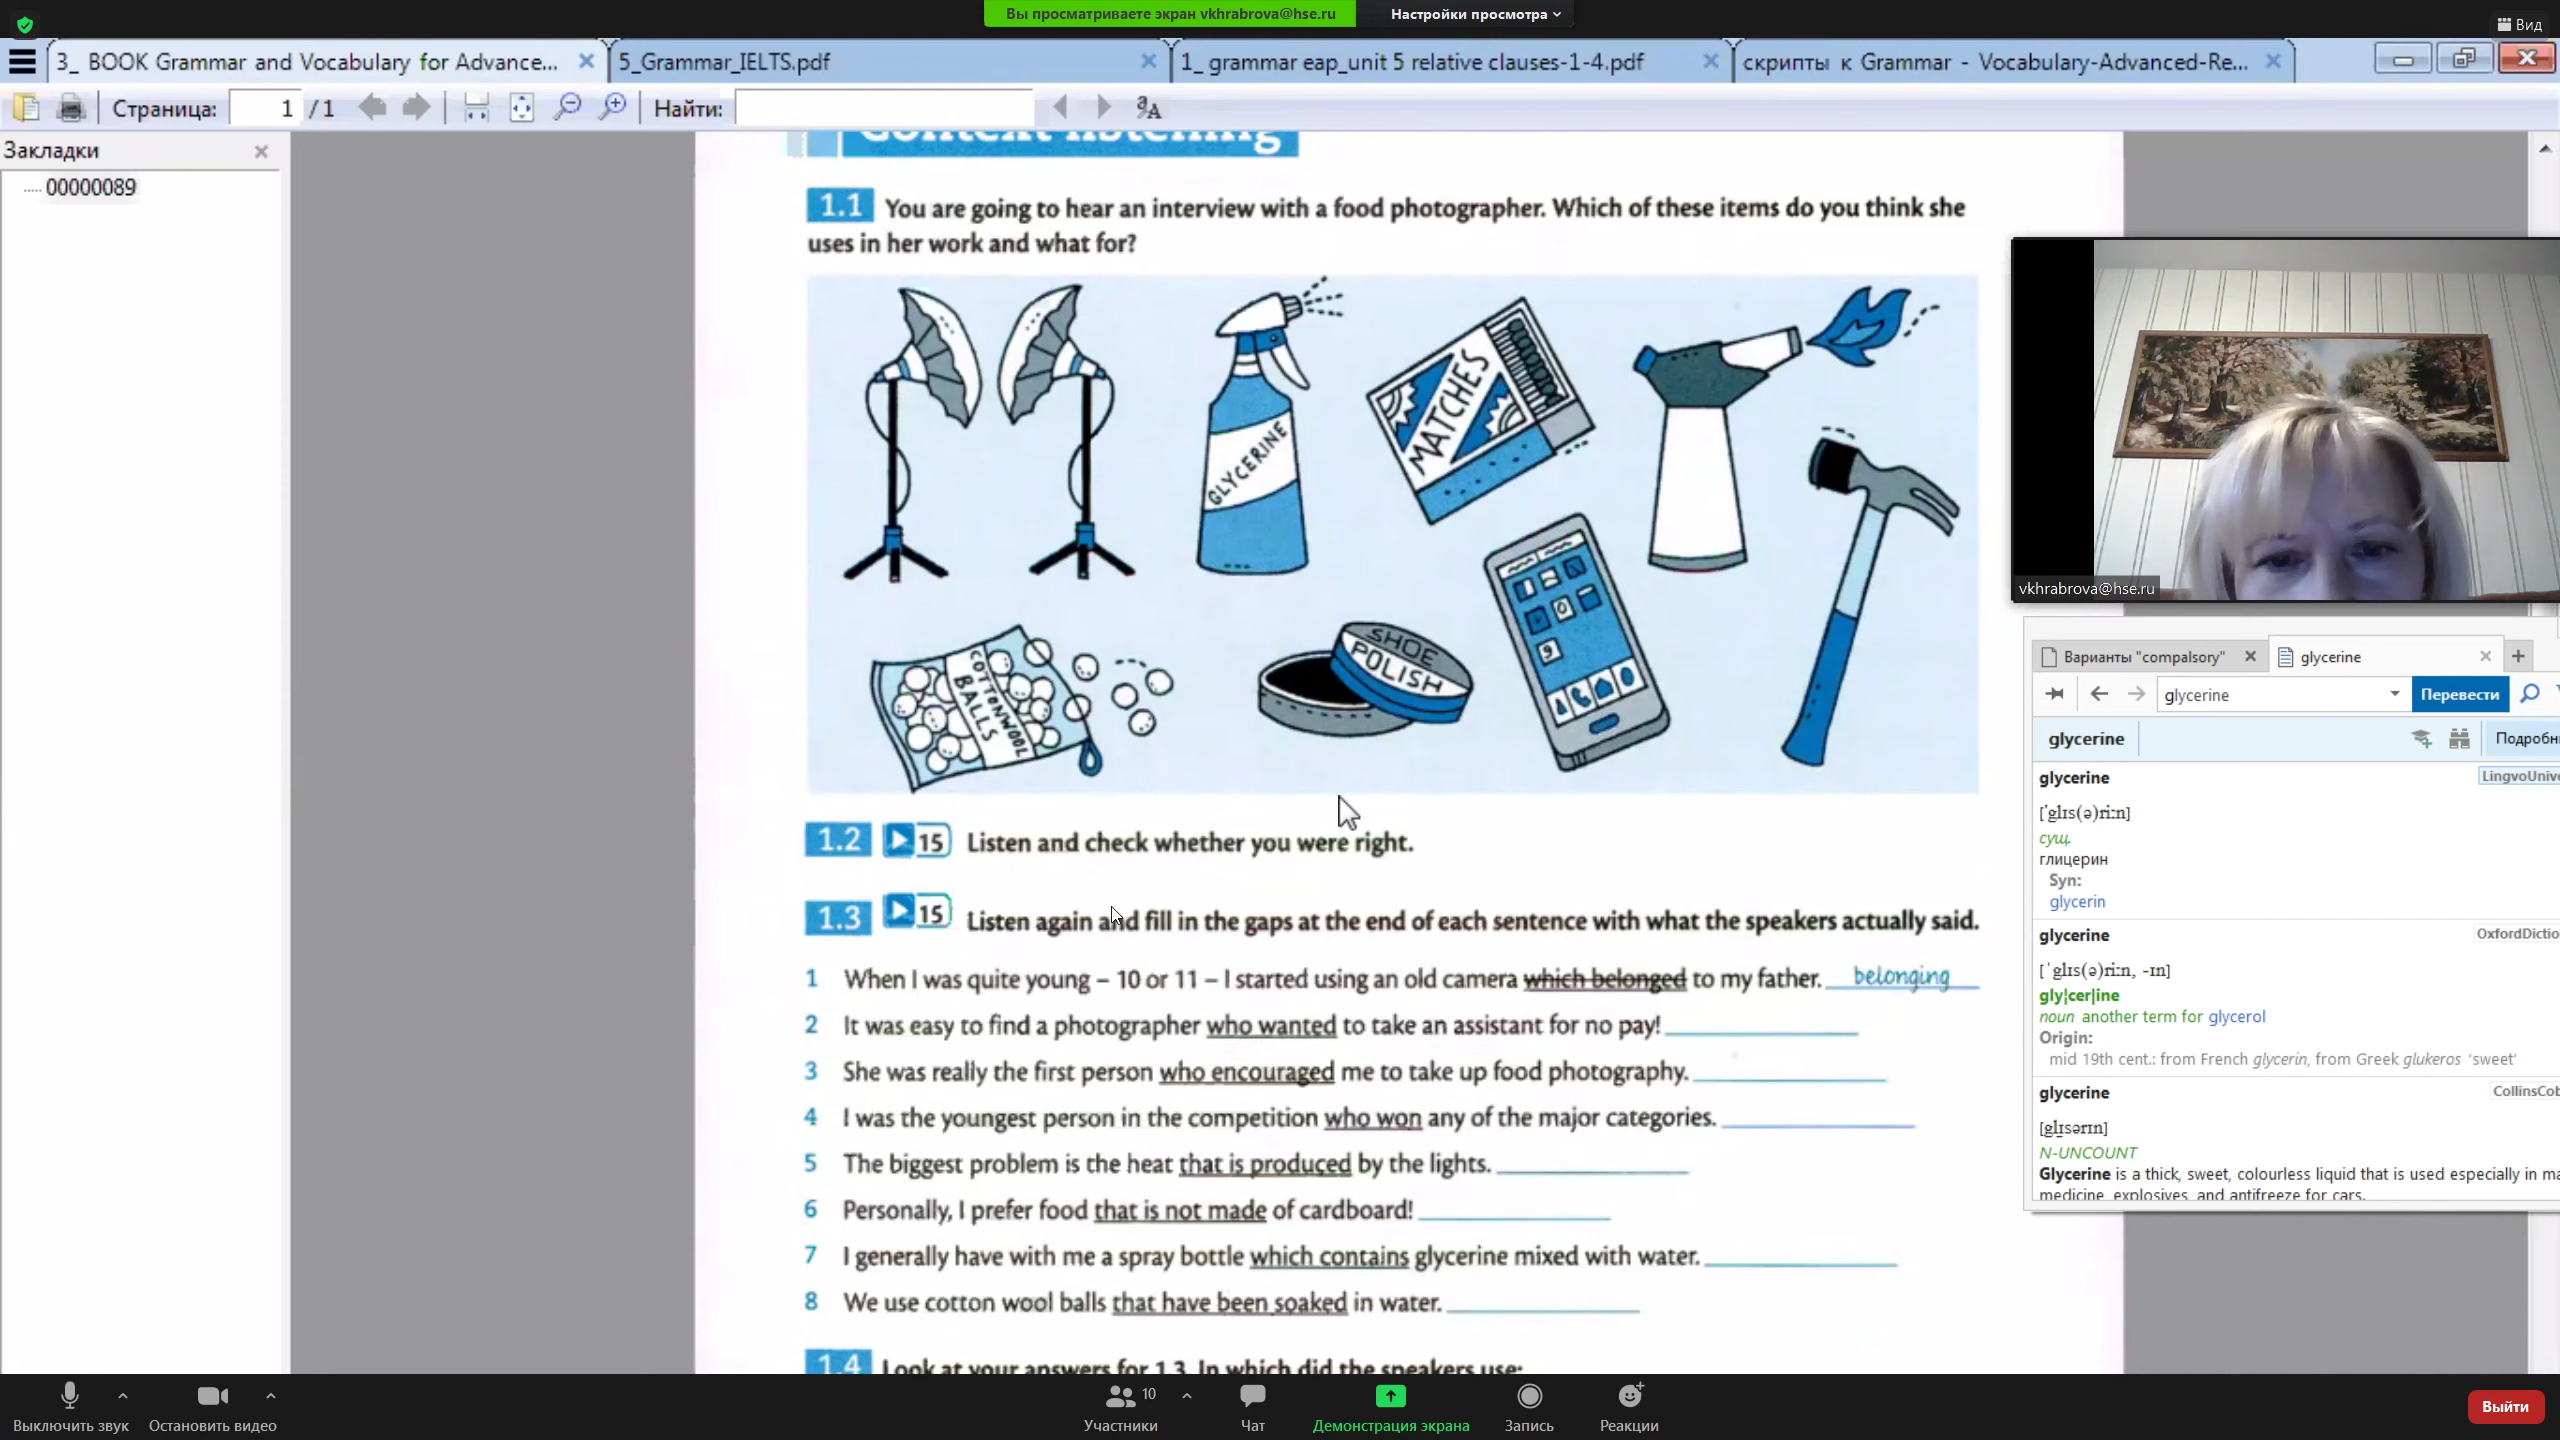 Вы просматриваете экран vkhrabrova@hse.ru
Настройки просмотра
Вид
3_ BOOK Grammar and Vocabulary for Advance...
5_Grammar_IELTS.pdf
1_ grammar eap_unit 5 relative clauses-1-4.pdf
скрипты к Grammar - Vocabulary-Advanced-Re...
Страница: 1 / 1
Найти:
Закладки
00000089
Context listening
1.1 You are going to hear an interview with a food photographer. Which of these items do you think she
uses in her work and what for?
GLYCERINE
MATCHES
COTTON WOOL
BALLS
SHOE
POLISH
0
9
1.2 15 Listen and check whether you were right.
1.3 15 Listen again and fill in the gaps at the end of each sentence with what the speakers actually said.
1 When I was quite young – 10 or 11 – I started using an old camera which belonged to my father. belonging
2 It was easy to find a photographer who wanted to take an assistant for no pay!
3 She was really the first person who encouraged me to take up food photography.
4 I was the youngest person in the competition who won any of the major categories.
5 The biggest problem is the heat that is produced by the lights.
6 Personally, I prefer food that is not made of cardboard!
7 I generally have with me a spray bottle which contains glycerine mixed with water.
8 We use cotton wool balls that have been soaked in water.
1.4 Look at your answers for 1.3. In which did the speakers use:
vkhrabrova@hse.ru
Варианты "compalsory"
glycerine
glycerine
Перевести
glycerine
Подробн
glycerine
LingvoUnive
[ˈglɪs(ə)riːn]
сущ.
глицерин
Syn:
glycerin
glycerine
OxfordDictio
[ˈglɪs(ə)riːn, -ɪn]
gly|cer|ine
noun another term for glycerol
Origin:
mid 19th cent.: from French glycerin, from Greek glukeros ‘sweet’
glycerine
CollinsCob
[glɪsərɪn]
N-UNCOUNT
Glycerine is a thick, sweet, colourless liquid that is used especially in ma
medicine, explosives, and antifreeze for cars.
Выключить звук
Остановить видео
10
Участники
Чат
Демонстрация экрана
Запись
Реакции
Выйти